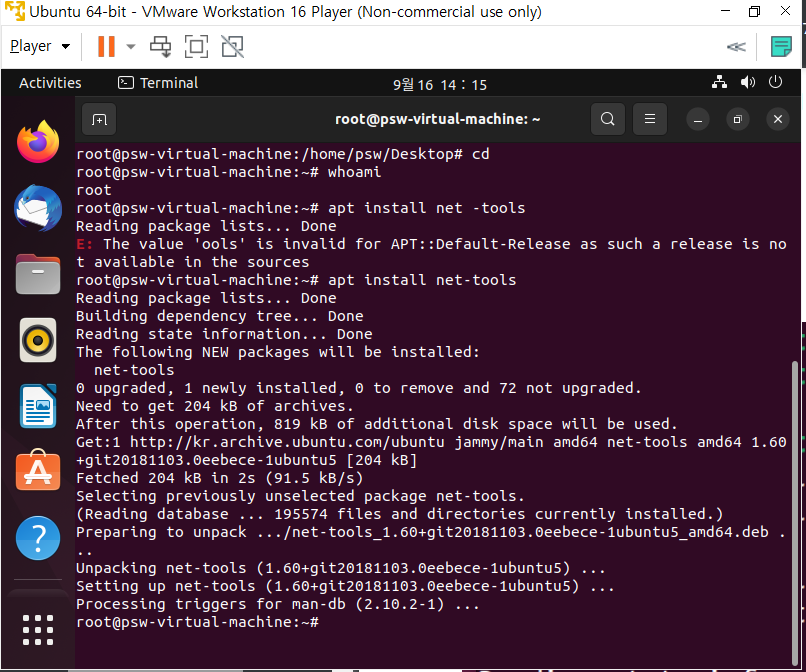 Ubuntu 64-bit - VMware Workstation 16 Player (Non-commercial use only)
Player
Activities
Terminal
9월 16 14 : 15
root@psw-virtual-machine: ~
root@psw-virtual-machine:/home/psw/Desktop# cd
root@psw-virtual-machine:~# whoami
root
root@psw-virtual-machine:~# apt install net -tools
Reading package lists... Done
E: The value 'ools' is invalid for APT::Default-Release as such a release is no
t available in the sources
root@psw-virtual-machine:~# apt install net-tools
Reading package lists... Done
Building dependency tree... Done
Reading state information... Done
The following NEW packages will be installed:
net-tools
0 upgraded, 1 newly installed, 0 to remove and 72 not upgraded.
Need to get 204 kB of archives.
After this operation, 819 kB of additional disk space will be used.
Get:1 http://kr.archive.ubuntu.com/ubuntu jammy/main amd64 net-tools amd64 1.60
+git20181103.0eebece-1ubuntu5 [204 kB]
Fetched 204 kB in 2s (91.5 kB/s)
Selecting previously unselected package net-tools.
(Reading database ... 195574 files and directories currently installed.)
Preparing to unpack .../net-tools_1.60+git20181103.0eebece-1ubuntu5_amd64.deb .
..
Unpacking net-tools (1.60+git20181103.0eebece-1ubuntu5) ...
Setting up net-tools (1.60+git20181103.0eebece-1ubuntu5) ...
Processing triggers for man-db (2.10.2-1) ...
root@psw-virtual-machine:~#